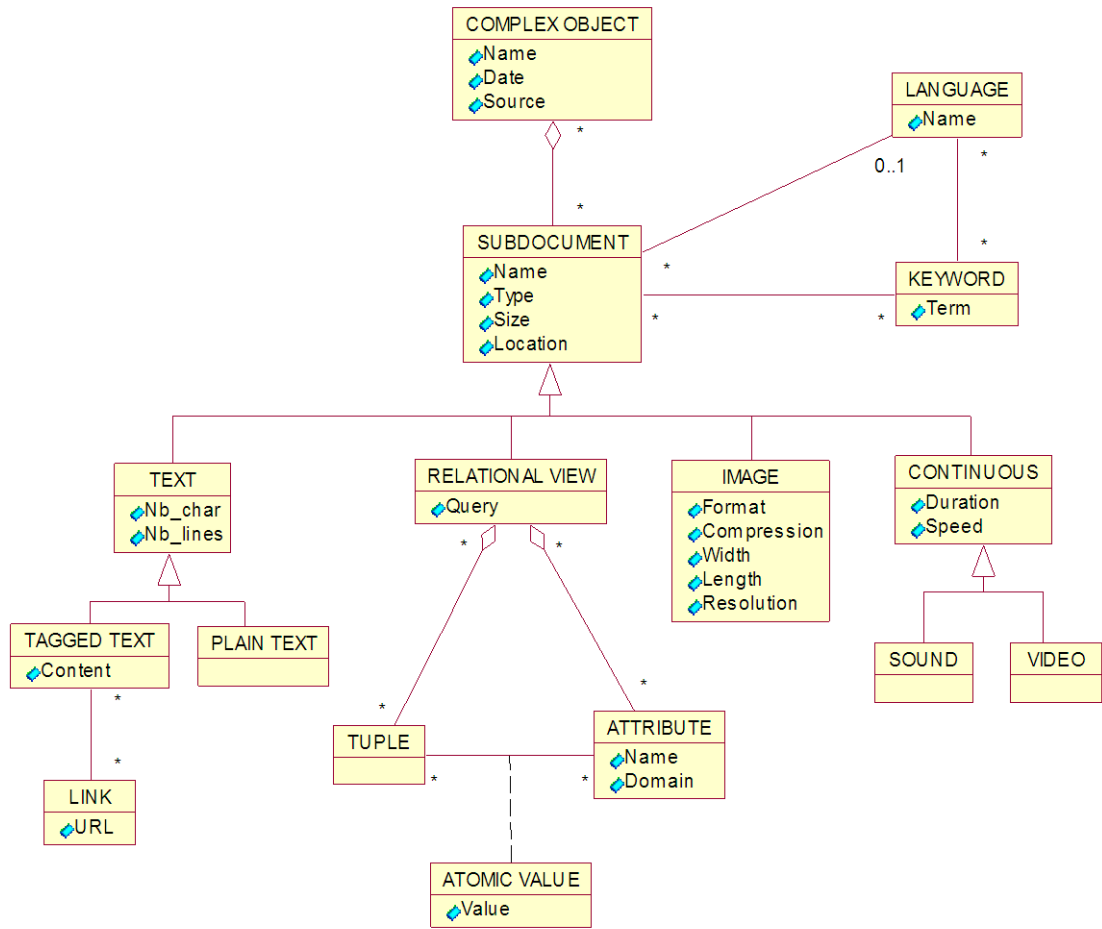 COMPLEX OBJECT
Name
Date
Source
*
*
LANGUAGE
Name
0..1
*
*
*
SUBDOCUMENT
Name
Type
Size
Location
*
*
KEYWORD
Term
TEXT
Nb_char
Nb_lines
RELATIONAL VIEW
Query
*
*
IMAGE
Format
Compression
Width
Length
Resolution
CONTINUOUS
Duration
Speed
TAGGED TEXT
Content
*
PLAIN TEXT
SOUND
VIDEO
*
LINK
URL
*
TUPLE
*
*
ATTRIBUTE
Name
Domain
*
ATOMIC VALUE
Value